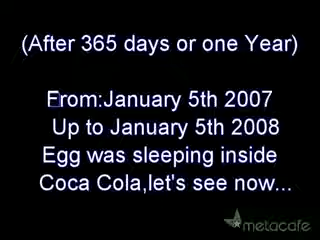 (After 365 days or one Year)
From:January 5th 2007
Up to January 5th 2008
Egg was sleeping inside
Coca Cola,let's see now...
metacafe